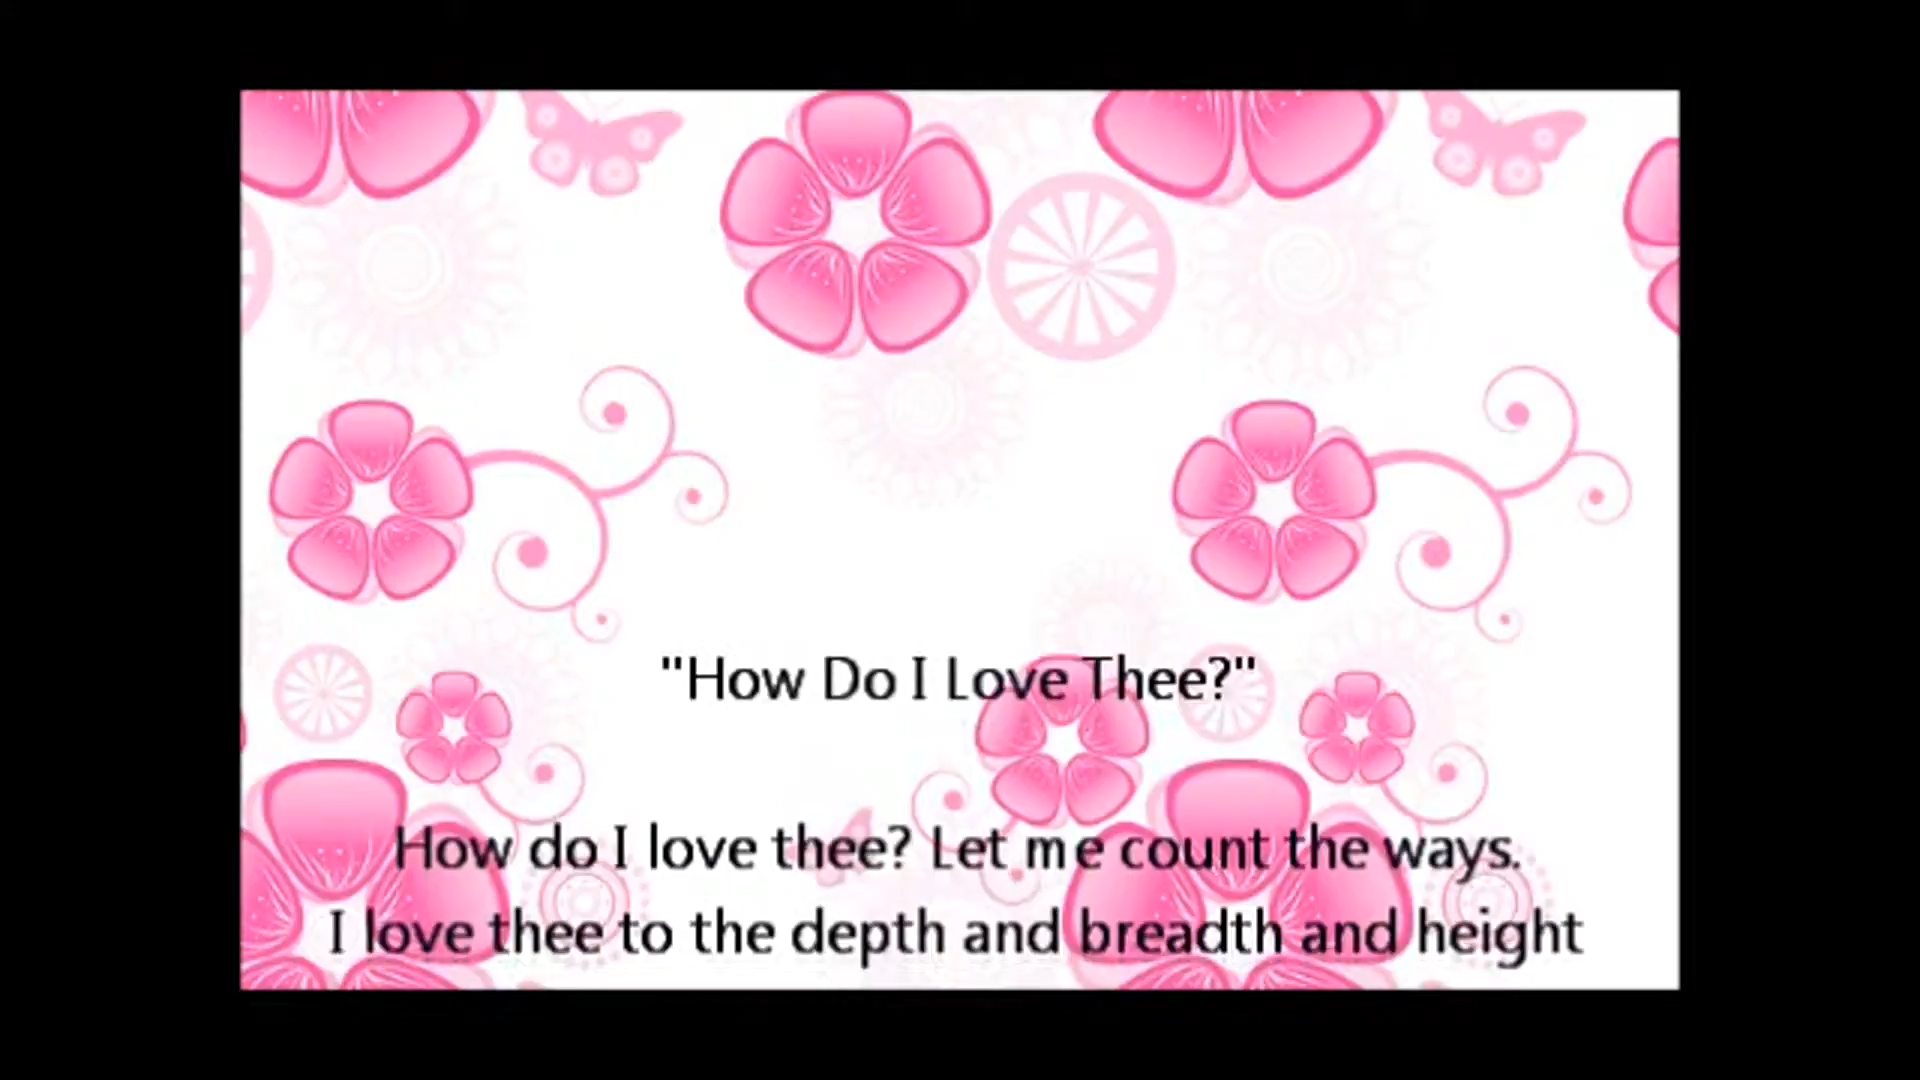 "How Do I Love Thee?"
How do I love thee? Let me count the ways.
I love thee to the depth and breadth and height